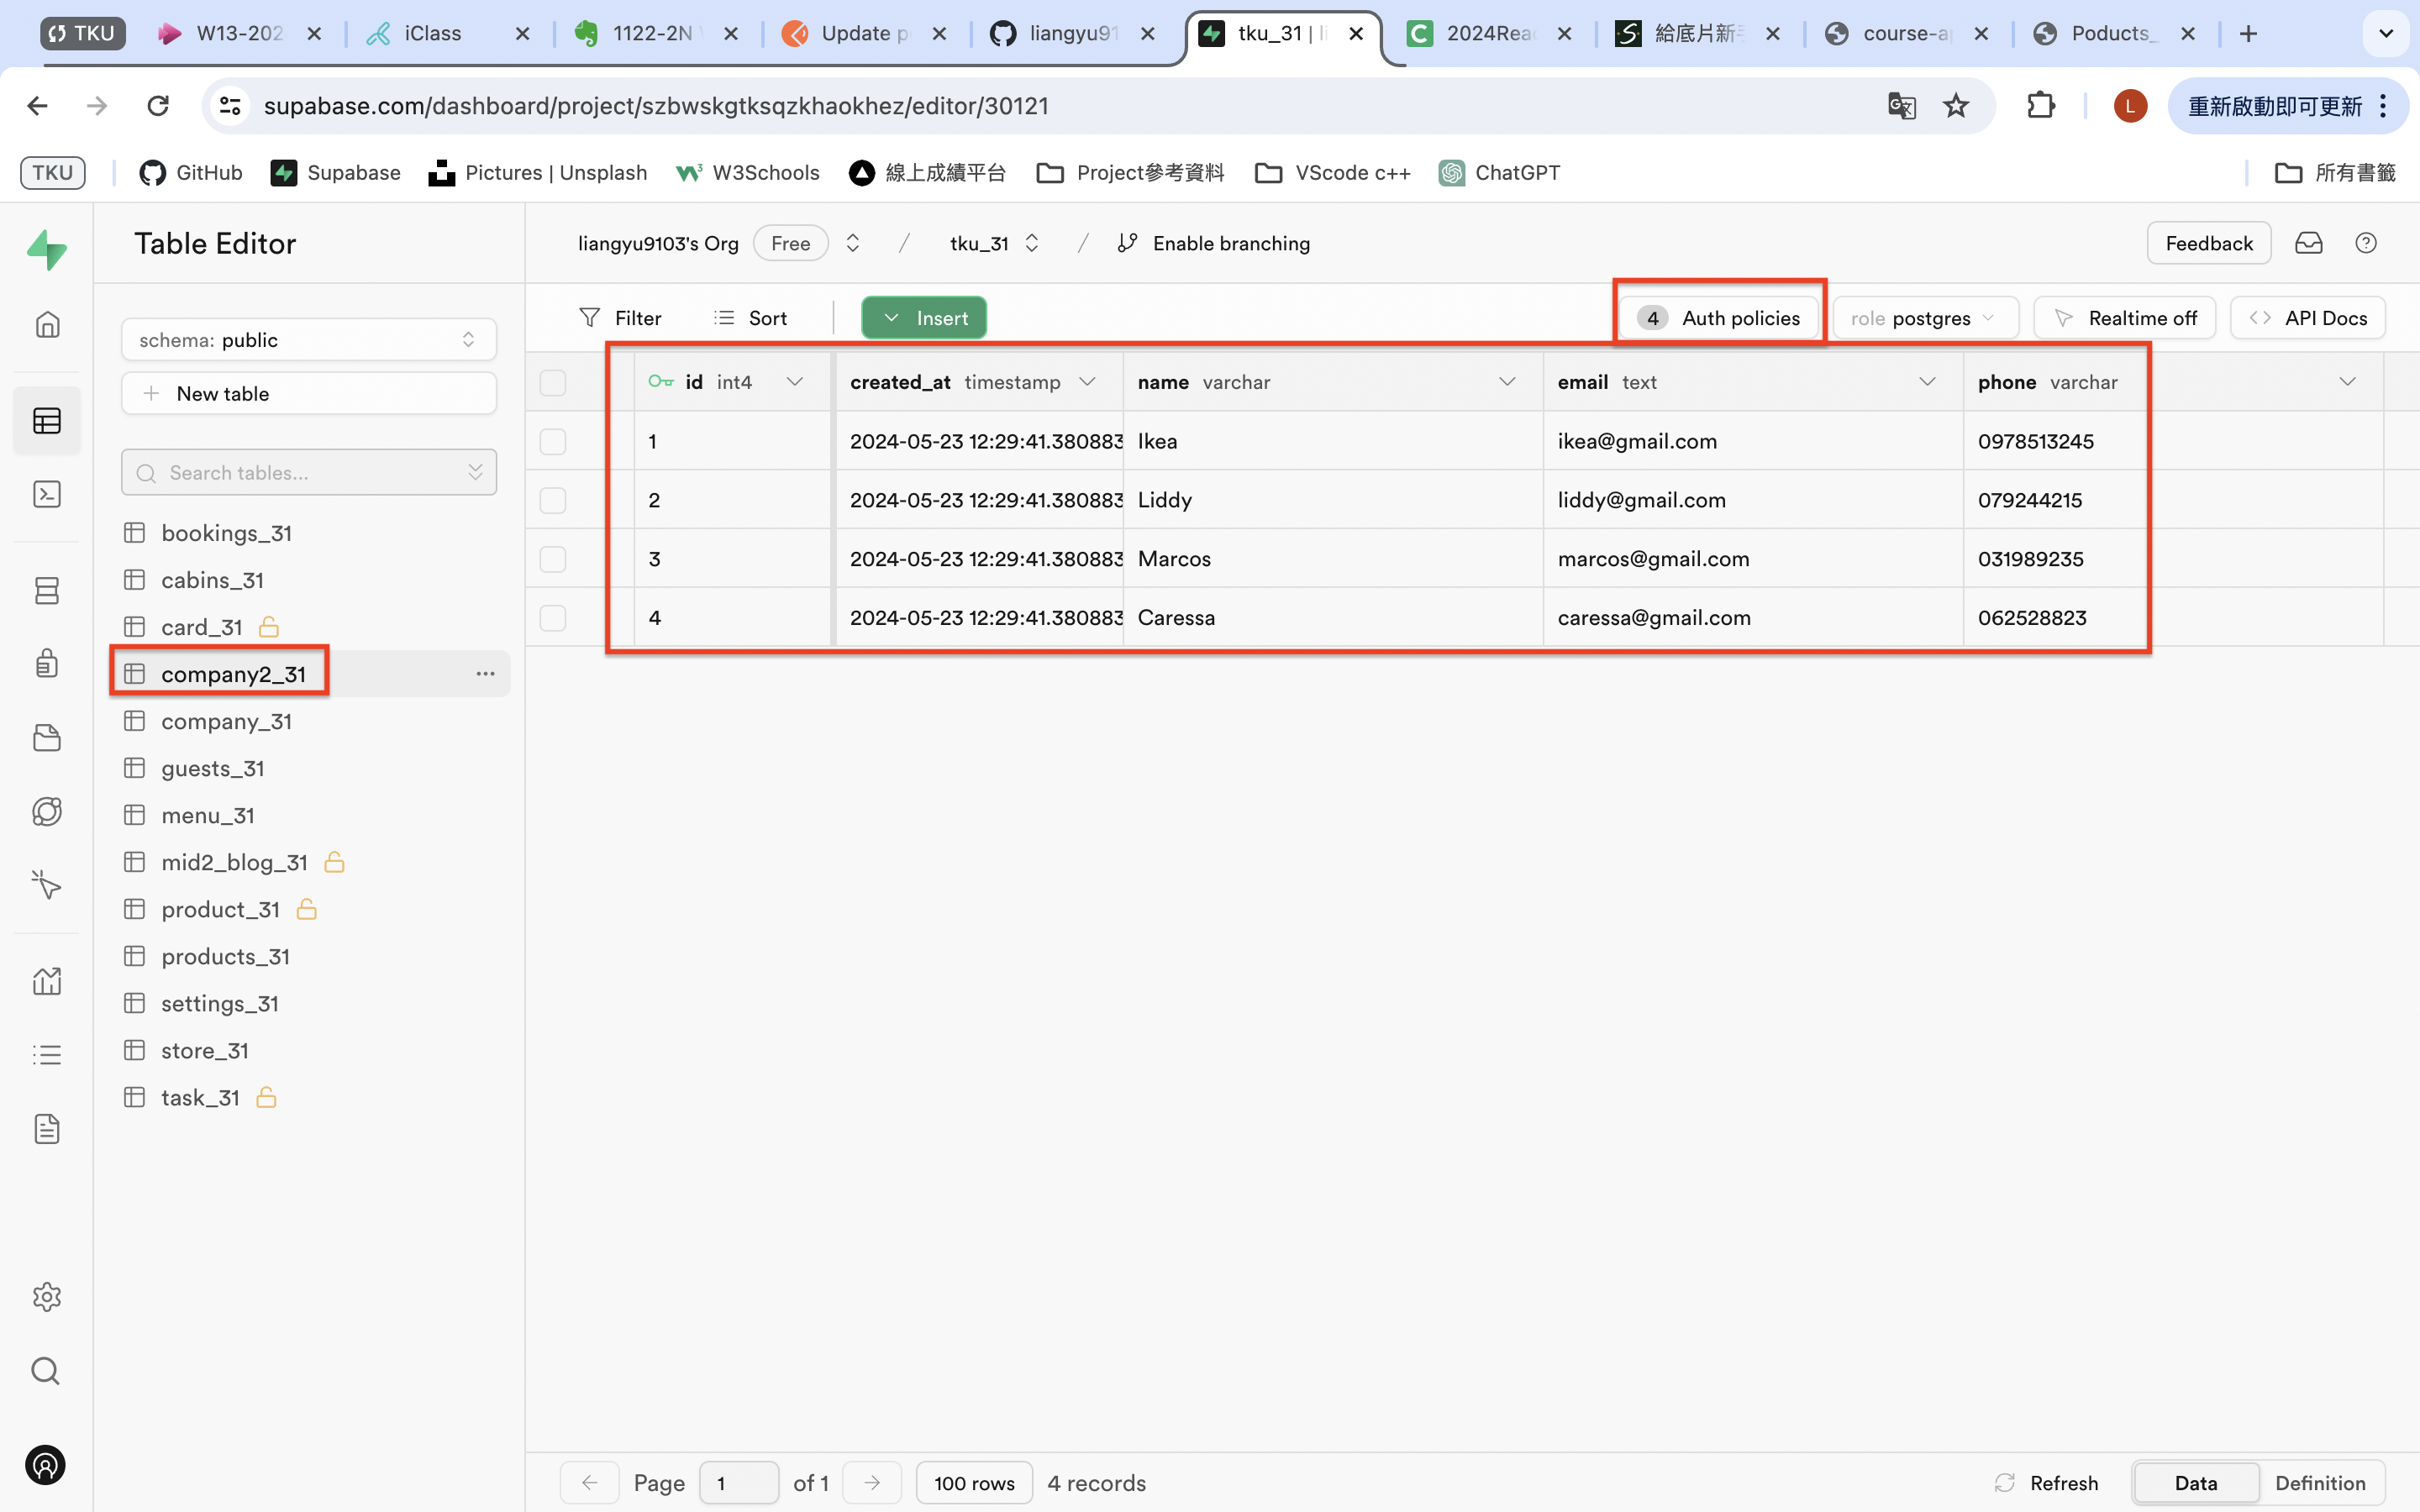 TKU
W13-202
iClass
1122-2N
Update p
liangyu91
tku_31 | li
2024Rea
給底片新手
course-a
Poducts_
supabase.com/dashboard/project/szbwskgtksqzkhaokhez/editor/30121
L
重新啟動即可更新
TKU
GitHub
Supabase
Pictures | Unsplash
W3Schools
線上成績平台
Project參考資料
VScode c++
ChatGPT
所有書籤
Table Editor
liangyu9103's Org
Free
/
tku_31
/
Enable branching
Feedback
schema: public
New table
Search tables...
bookings_31
cabins_31
card_31
company2_31
company_31
guests_31
menu_31
mid2_blog_31
product_31
products_31
settings_31
store_31
task_31
Filter
Sort
Insert
4 Auth policies
role postgres
Realtime off
API Docs
id int4 created_at timestamp name varchar email text phone varchar
1 2024-05-23 12:29:41.380883 Ikea ikea@gmail.com 0978513245
2 2024-05-23 12:29:41.380883 Liddy liddy@gmail.com 079244215
3 2024-05-23 12:29:41.380883 Marcos marcos@gmail.com 031989235
4 2024-05-23 12:29:41.380883 Caressa caressa@gmail.com 062528823
Page 1 of 1
100 rows
4 records
Refresh
Data
Definition